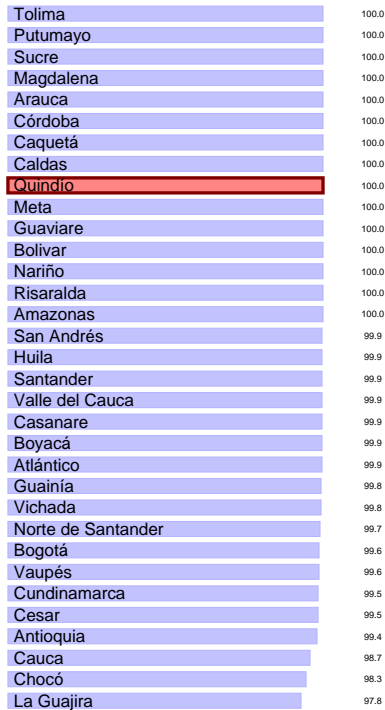 Tolima 100.0
Putumayo 100.0
Sucre 100.0
Magdalena 100.0
Arauca 100.0
Córdoba 100.0
Caquetá 100.0
Caldas 100.0
Quindío 100.0
Meta 100.0
Guaviare 100.0
Bolivar 100.0
Nariño 100.0
Risaralda 100.0
Amazonas 100.0
San Andrés 99.9
Huila 99.9
Santander 99.9
Valle del Cauca 99.9
Casanare 99.9
Boyacá 99.9
Atlántico 99.9
Guainía 99.8
Vichada 99.8
Norte de Santander 99.7
Bogotá 99.6
Vaupés 99.6
Cundinamarca 99.5
Cesar 99.5
Antioquia 99.4
Cauca 98.7
Chocó 98.3
La Guajira 97.8